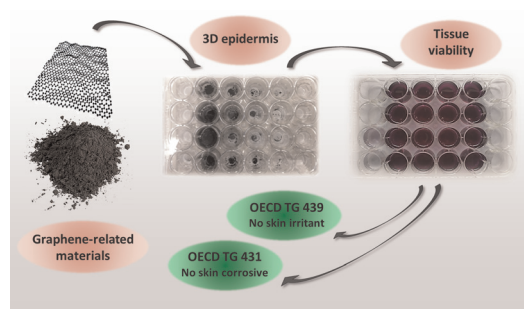 3D epidermis
Tissue
viability
Graphene-related
materials
OECD TG 439
No skin irritant
OECD TG 431
No skin corrosive